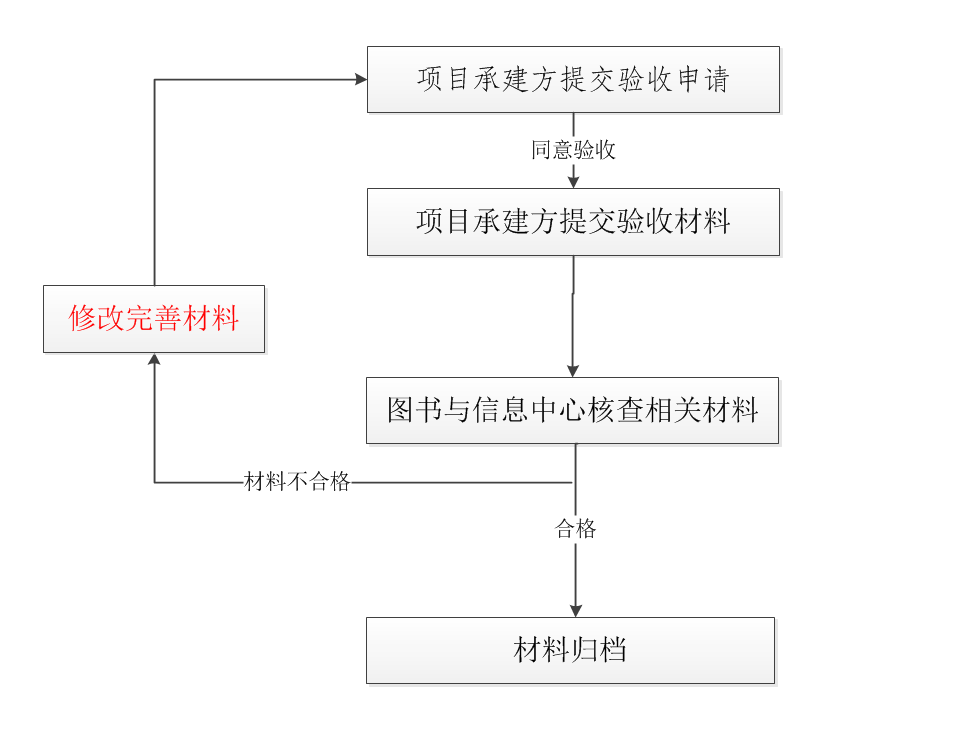 项目承建方提交验收申请
同意验收
项目承建方提交验收材料
修改完善材料
图书与信息中心核查相关材料
材料不合格
合格
材料归档